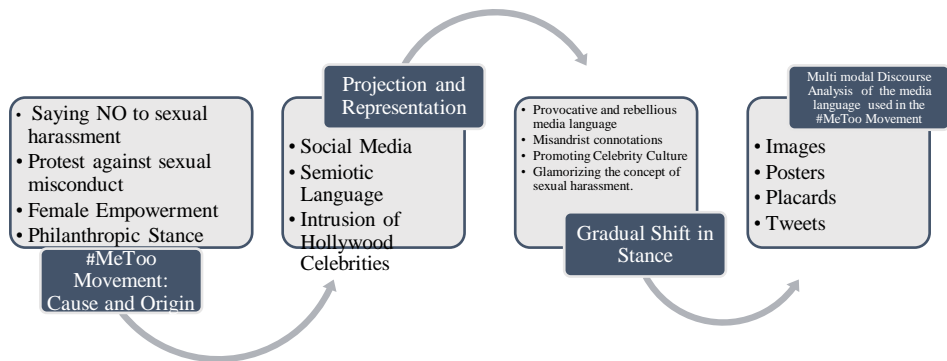 • Saying NO to sexual
harassment
• Protest against sexual
misconduct
• Female Empowerment
• Philanthropic Stance
#MeToo
Movement:
Cause and Origin
Projection and
Representation
• Social Media
• Semiotic
Language
• Intrusion of
Hollywood
Celebrities
• Provocative and rebellious
media language
• Misandrist connotations
• Promoting Celebrity Culture
• Glamorizing the concept of
sexual harassment.
Gradual Shift in
Stance
Multi modal Discourse
Analysis of the media
language used in the
#MeToo Movement
• Images
• Posters
• Placards
• Tweets